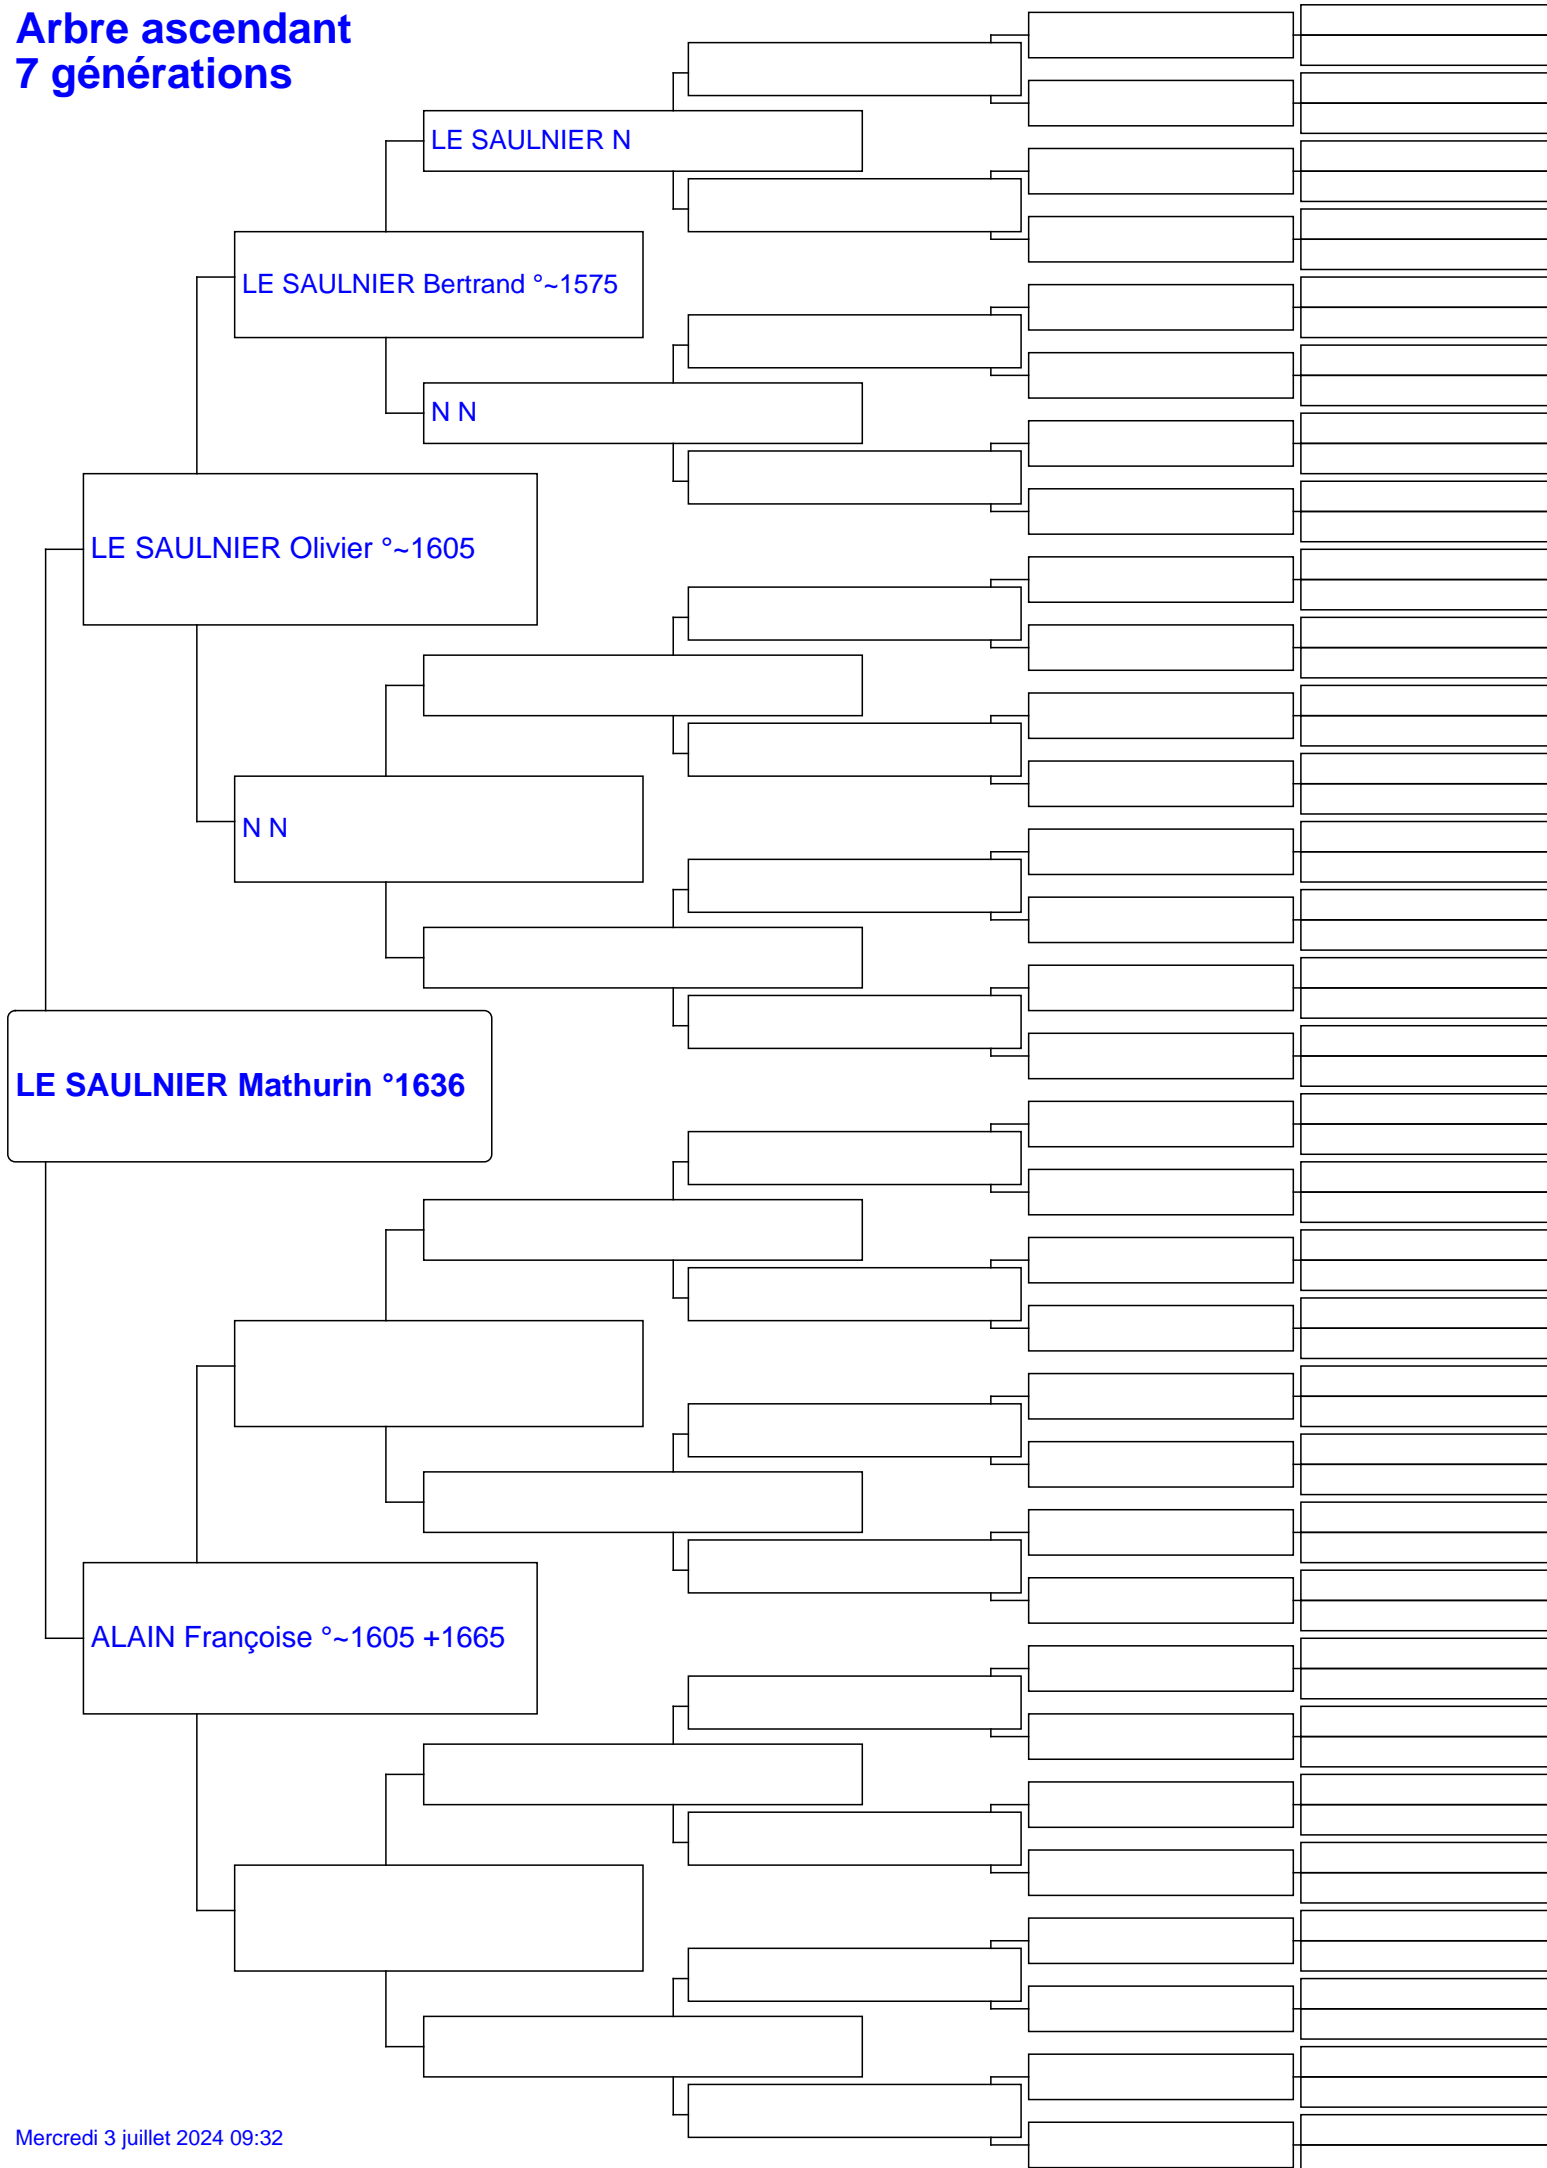 Arbre ascendant
7 générations
LE SAULNIER N
LE SAULNIER Bertrand °~1575
N N
LE SAULNIER Olivier °~1605
N N
LE SAULNIER Mathurin °1636
ALAIN Françoise °~1605 +1665
Mercredi 3 juillet 2024 09:32